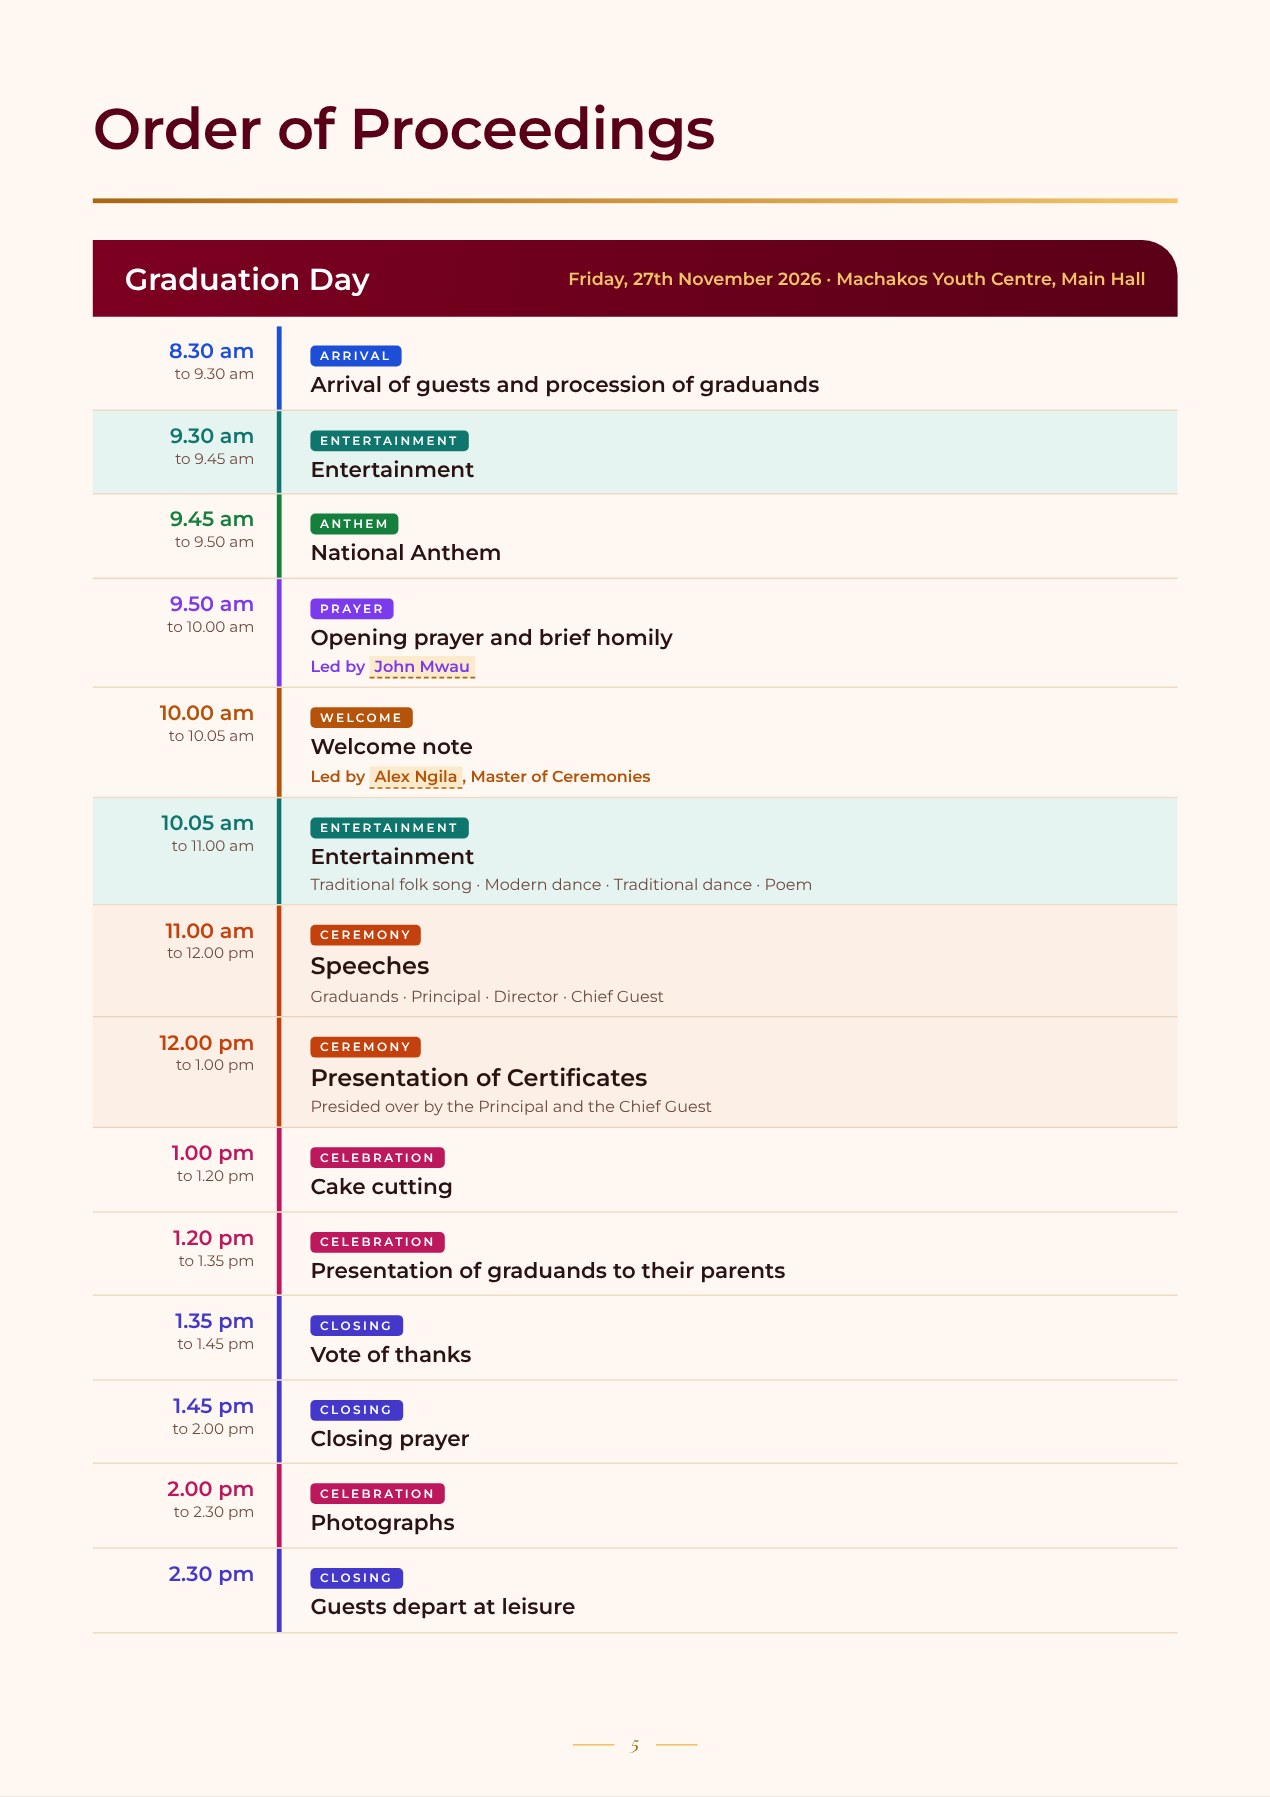 Order of Proceedings
Graduation Day
Friday, 27th November 2026 · Machakos Youth Centre, Main Hall
8.30 am
to 9.30 am
ARRIVAL
Arrival of guests and procession of graduands
9.30 am
to 9.45 am
ENTERTAINMENT
Entertainment
9.45 am
to 9.50 am
ANTHEM
National Anthem
9.50 am
to 10.00 am
PRAYER
Opening prayer and brief homily
Led by John Mwau
10.00 am
to 10.05 am
WELCOME
Welcome note
Led by Alex Ngila , Master of Ceremonies
10.05 am
to 11.00 am
ENTERTAINMENT
Entertainment
Traditional folk song · Modern dance · Traditional dance · Poem
11.00 am
to 12.00 pm
CEREMONY
Speeches
Graduands · Principal · Director · Chief Guest
12.00 pm
to 1.00 pm
CEREMONY
Presentation of Certificates
Presided over by the Principal and the Chief Guest
1.00 pm
to 1.20 pm
CELEBRATION
Cake cutting
1.20 pm
to 1.35 pm
CELEBRATION
Presentation of graduands to their parents
1.35 pm
to 1.45 pm
CLOSING
Vote of thanks
1.45 pm
to 2.00 pm
CLOSING
Closing prayer
2.00 pm
to 2.30 pm
CELEBRATION
Photographs
2.30 pm
CLOSING
Guests depart at leisure
5